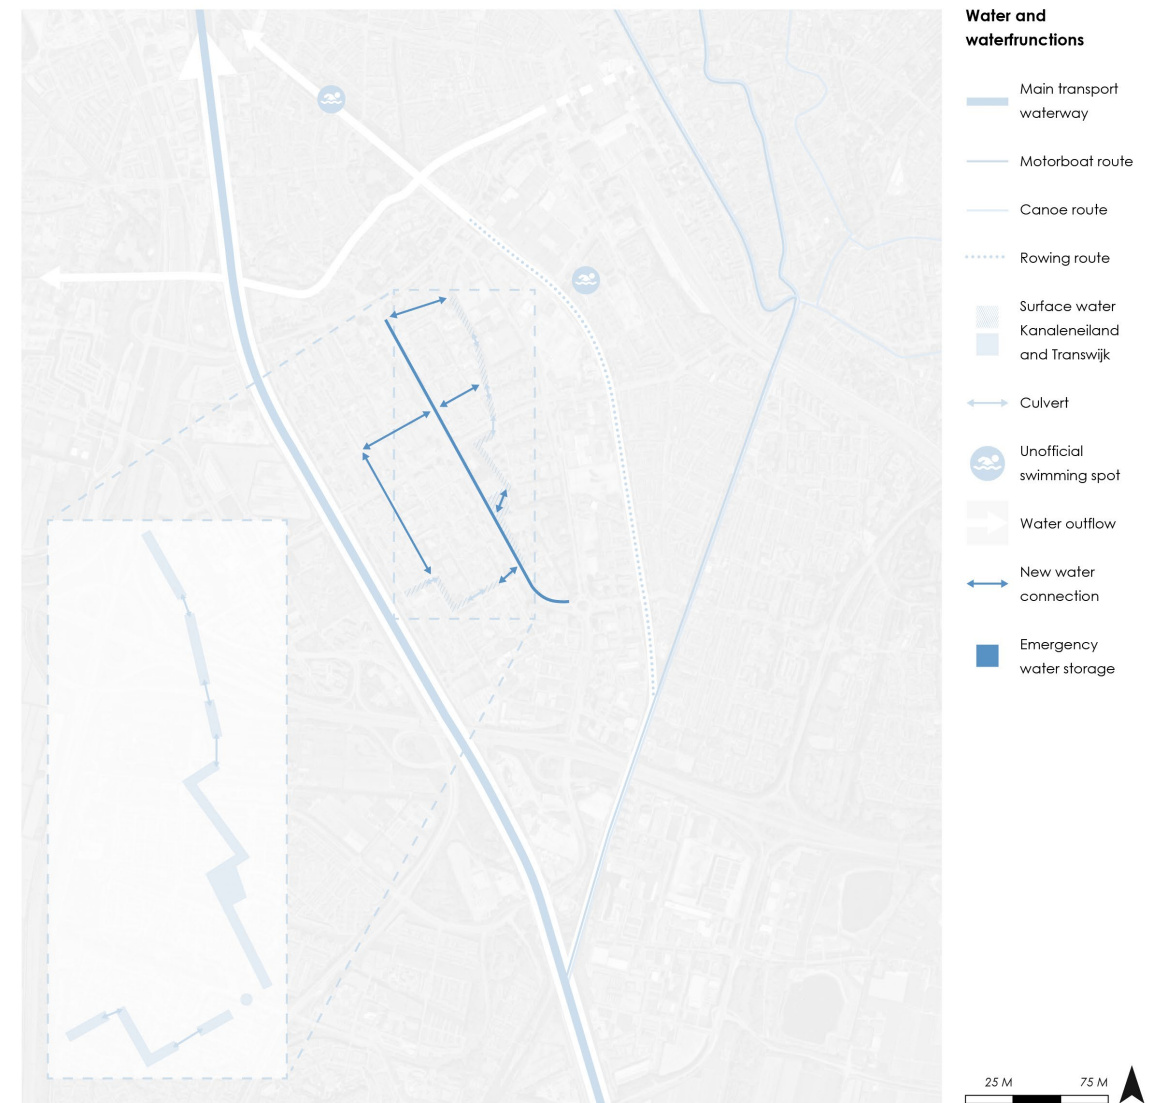 Water and
waterfrunctions
Main transport
waterway
Motorboat route
Canoe route
Rowing route
Surface water
Kanaleneiland
and Transwijk
Culvert
Unofficial
swimming spot
Water outflow
New water
connection
Emergency
water storage
25 M 75 M